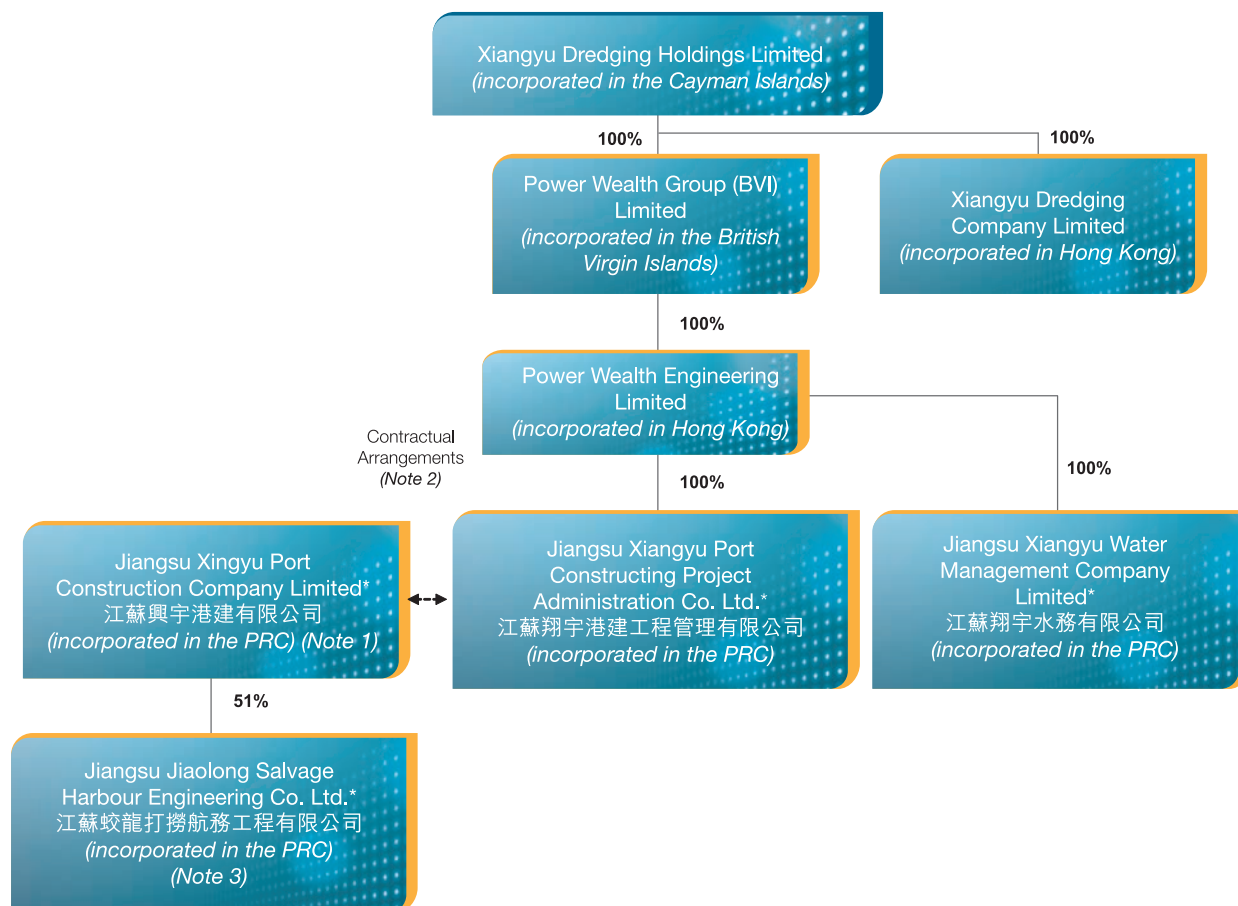 Xiangyu Dredging Holdings Limited
(incorporated in the Cayman Islands)
100%
100%
Power Wealth Group (BVI)
Limited
(incorporated in the British
Virgin Islands)
Xiangyu Dredging
Company Limited
(incorporated in Hong Kong)
100%
Power Wealth Engineering
Limited
(incorporated in Hong Kong)
Contractual
Arrangements
(Note 2)
100%
100%
Jiangsu Xingyu Port
Construction Company Limited*
江蘇興宇港建有限公司
(incorporated in the PRC) (Note 1)
Jiangsu Xiangyu Port
Constructing Project
Administration Co. Ltd.*
江蘇翔宇港建工程管理有限公司
(incorporated in the PRC)
Jiangsu Xiangyu Water
Management Company
Limited*
江蘇翔宇水務有限公司
(incorporated in the PRC)
51%
Jiangsu Jiaolong Salvage
Harbour Engineering Co. Ltd.*
江蘇蛟龍打撈航務工程有限公司
(incorporated in the PRC)
(Note 3)